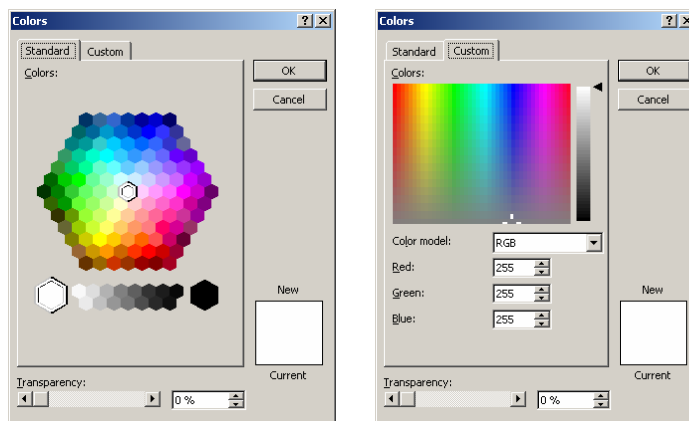 Colors
Standard
Custom
Colors:
OK
Cancel
New
Current
Transparency:
0 %
Colors
Standard
Custom
Colors:
OK
Cancel
Color model:
RGB
Red:
255
Green:
255
Blue:
255
New
Current
Transparency:
0 %